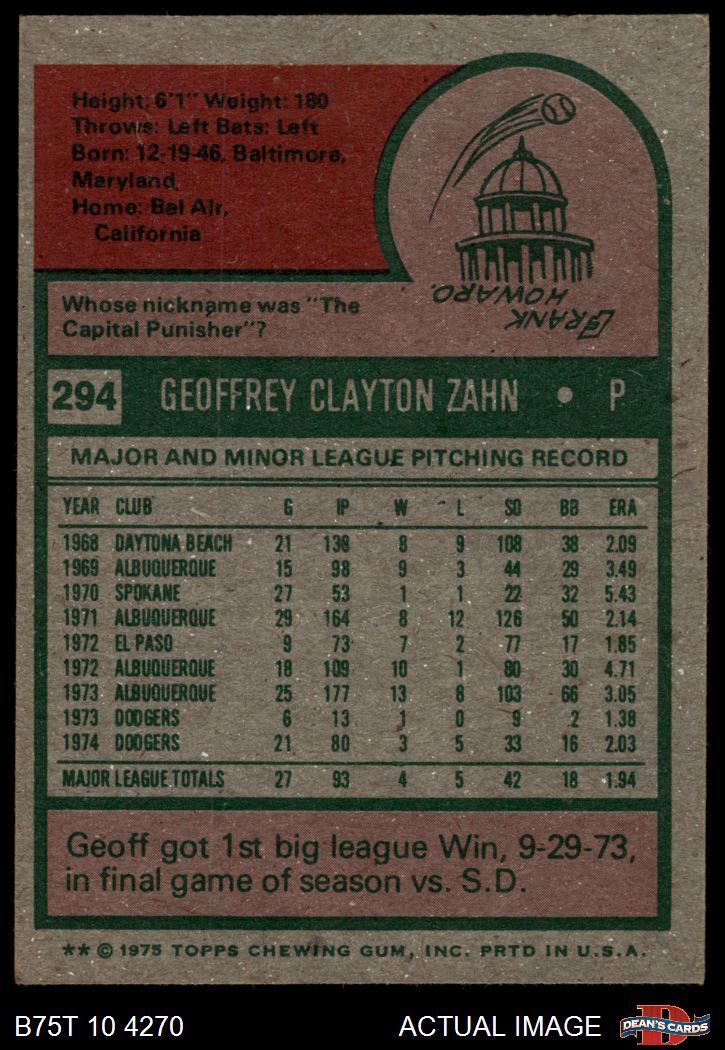 Height: 6'1" Weight: 180
Throws: Left Bats: Left
Born: 12-19-46, Baltimore,
Maryland,
Home: Bel Air,
California
FRANK
HOWARD.
Whose nickname was "The
Capital Punisher"?
294 GEOFFREY CLAYTON ZAHN • P
MAJOR AND MINOR LEAGUE PITCHING RECORD
YEAR CLUB G IP W L SO BB ERA
1968 DAYTONA BEACH 21 138 8 9 108 38 2.09
1969 ALBUQUERQUE 15 98 9 3 44 29 3.49
1970 SPOKANE 27 53 1 1 22 32 5.43
1971 ALBUQUERQUE 29 164 8 12 126 50 2.14
1972 EL PASO 9 73 7 2 77 17 1.85
1972 ALBUQUERQUE 18 109 10 1 80 30 4.71
1973 ALBUQUERQUE 25 177 13 8 103 66 3.05
1973 DODGERS 6 13 1 0 9 2 1.38
1974 DODGERS 21 80 3 5 33 16 2.03
MAJOR LEAGUE TOTALS 27 93 4 5 42 18 1.94
Geoff got 1st big league Win, 9-29-73,
in final game of season vs. S.D.
** © 1975 TOPPS CHEWING GUM, INC. PRTD IN U.S.A.
B75T 10 4270 ACTUAL IMAGE D DEAN'S CARDS